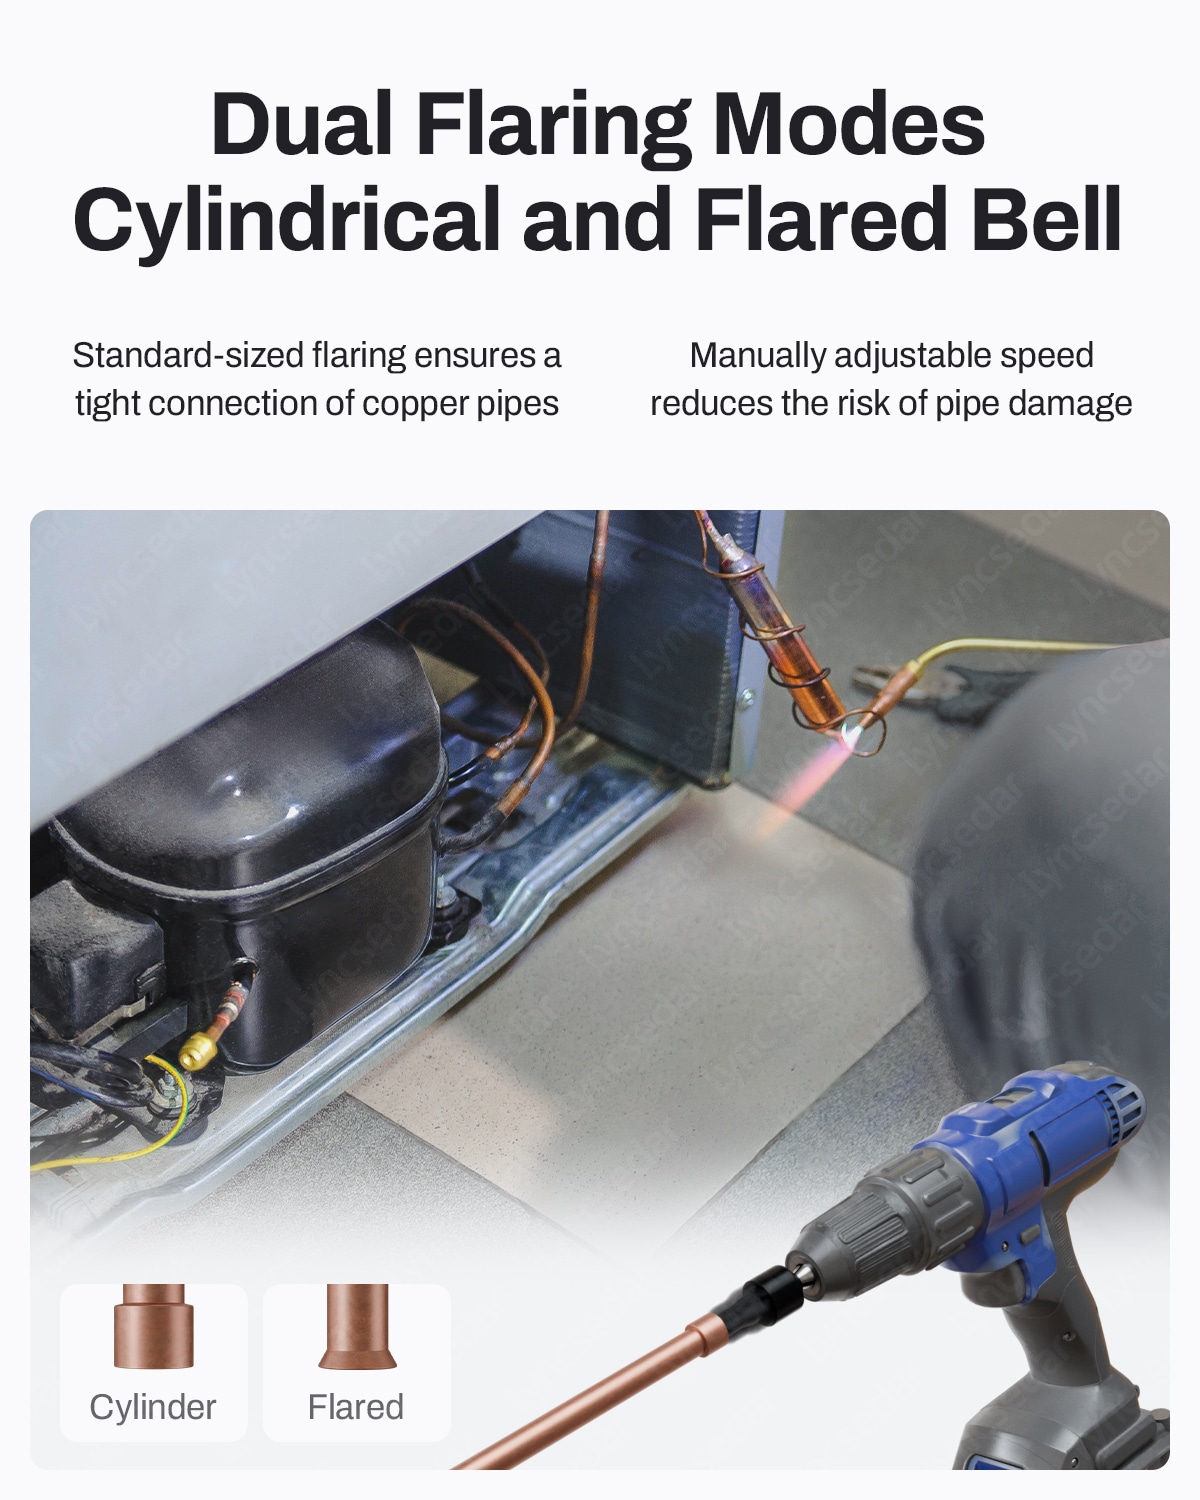 Dual Flaring Modes
Cylindrical and Flared Bell
Standard-sized flaring ensures a
tight connection of copper pipes
Manually adjustable speed
reduces the risk of pipe damage
Lyncsedar
Cylinder
Flared